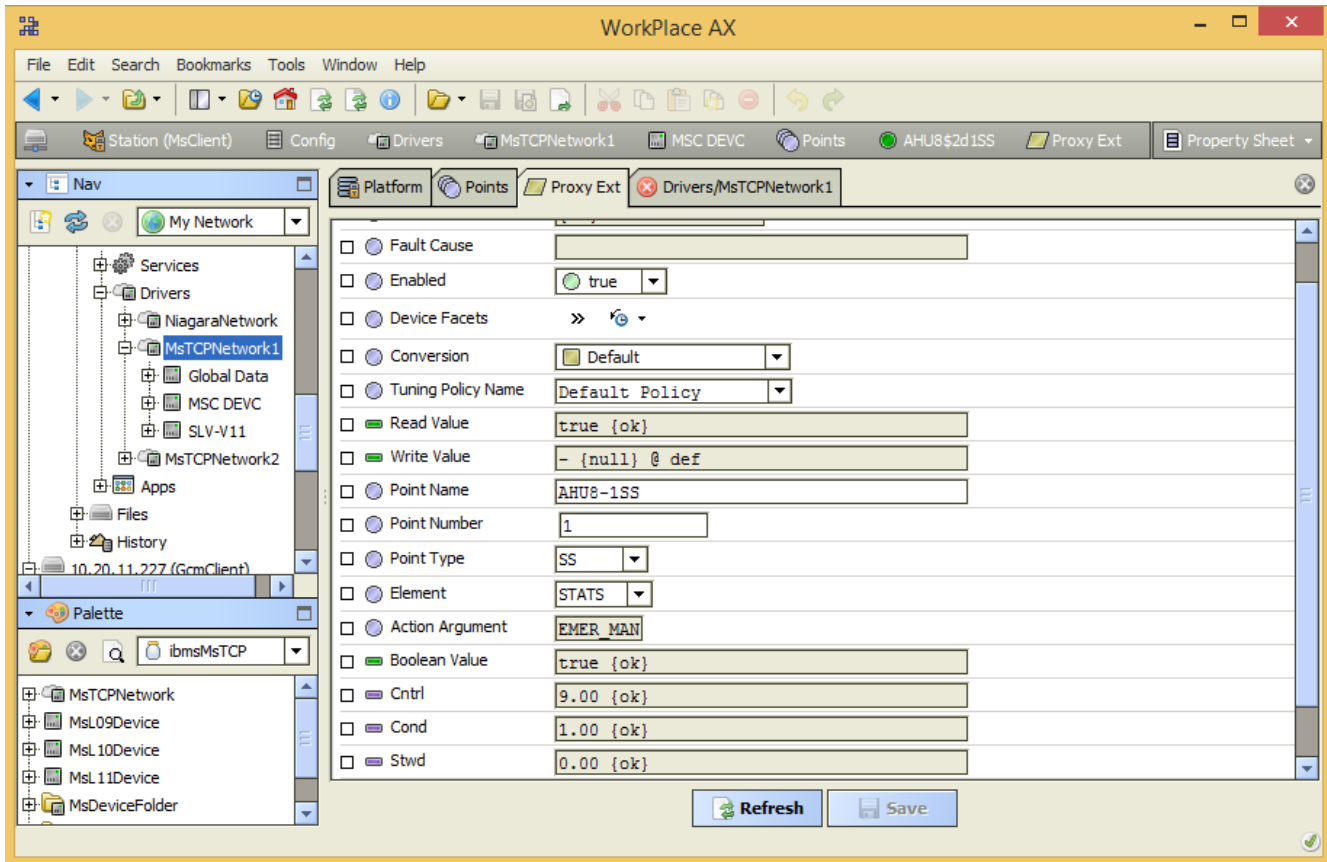 WorkPlace AX
File Edit Search Bookmarks Tools Window Help
Station (MsClient) Config Drivers MsTCPNetwork1 MSC DEVC Points AHU8$2d1SS Proxy Ext Property Sheet
Nav
My Network
Services
Drivers
NiagaraNetwork
MsTCPNetwork1
Global Data
MSC DEVC
SLV-V11
MsTCPNetwork2
Apps
Files
History
10.20.11.227 (GcmClient)
Palette
ibmsMsTCP
MsTCPNetwork
MsL09Device
MsL10Device
MsL11Device
MsDeviceFolder
Platform Points Proxy Ext Drivers/MsTCPNetwork1
Fault Cause
Enabled true
Device Facets »
Conversion Default
Tuning Policy Name Default Policy
Read Value true {ok}
Write Value - {null} @ def
Point Name AHU8-1SS
Point Number 1
Point Type SS
Element STATS
Action Argument EMER_MAN
Boolean Value true {ok}
Cntrl 9.00 {ok}
Cond 1.00 {ok}
Stwd 0.00 {ok}
Refresh Save